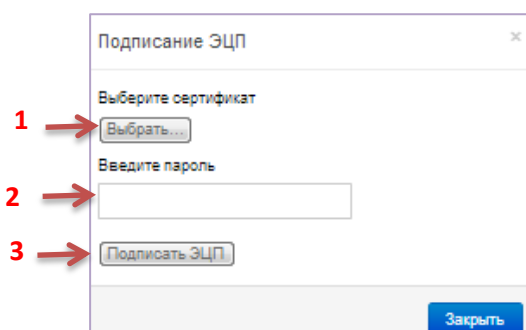 Подписание ЭЦП ×
Выберите сертификат
1 Выбрать...
Введите пароль
2
3 Подписать ЭЦП
Закрыть